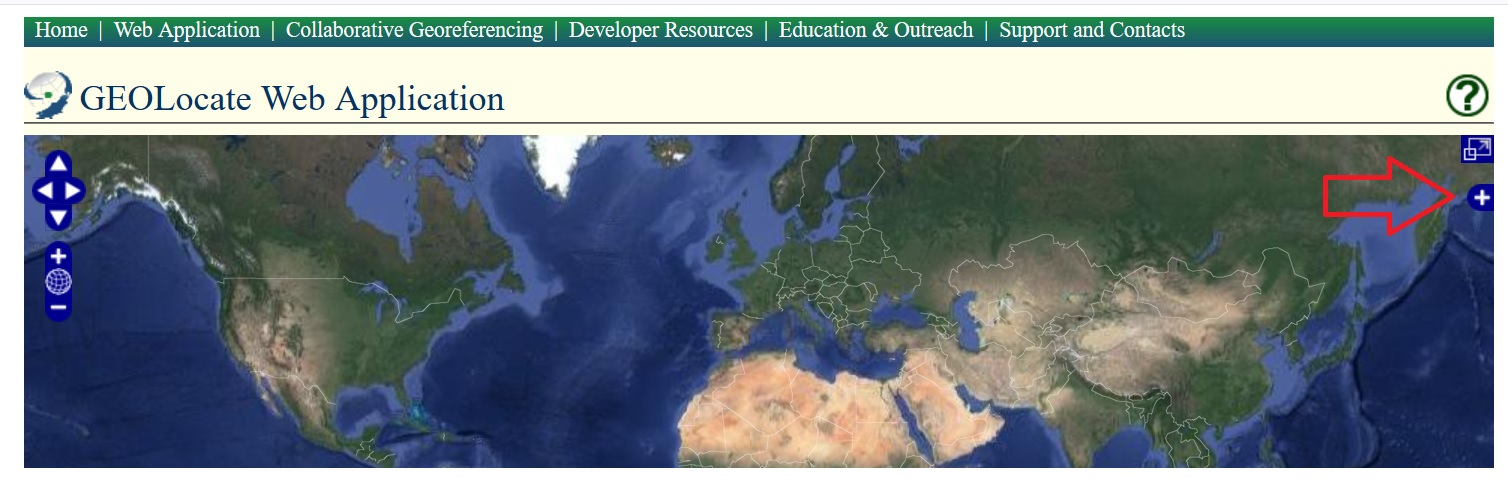 Home | Web Application | Collaborative Georeferencing | Developer Resources | Education & Outreach | Support and Contacts
GEOLocate Web Application